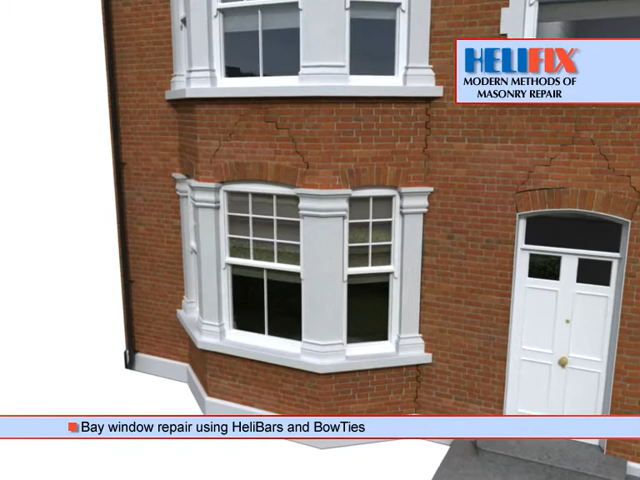 HELIFIX
MODERN METHODS OF
MASONRY REPAIR
Bay window repair using HeliBars and BowTies